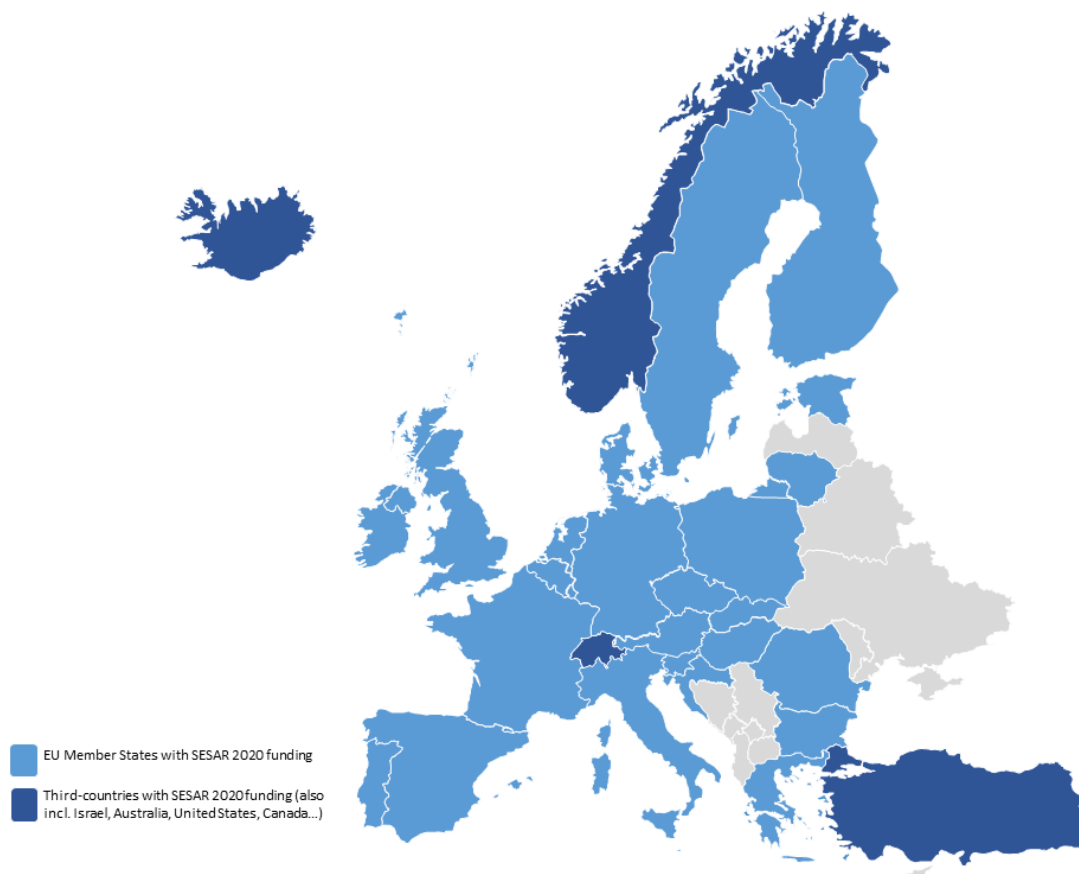 EU Member States with SESAR 2020 funding
Third-countries with SESAR 2020 funding (also
incl. Israel, Australia, United States, Canada...)